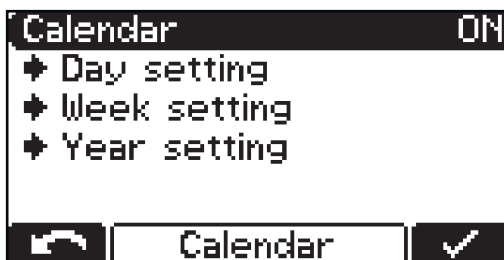 Calendar ON
Day setting
Week setting
Year setting
Calendar